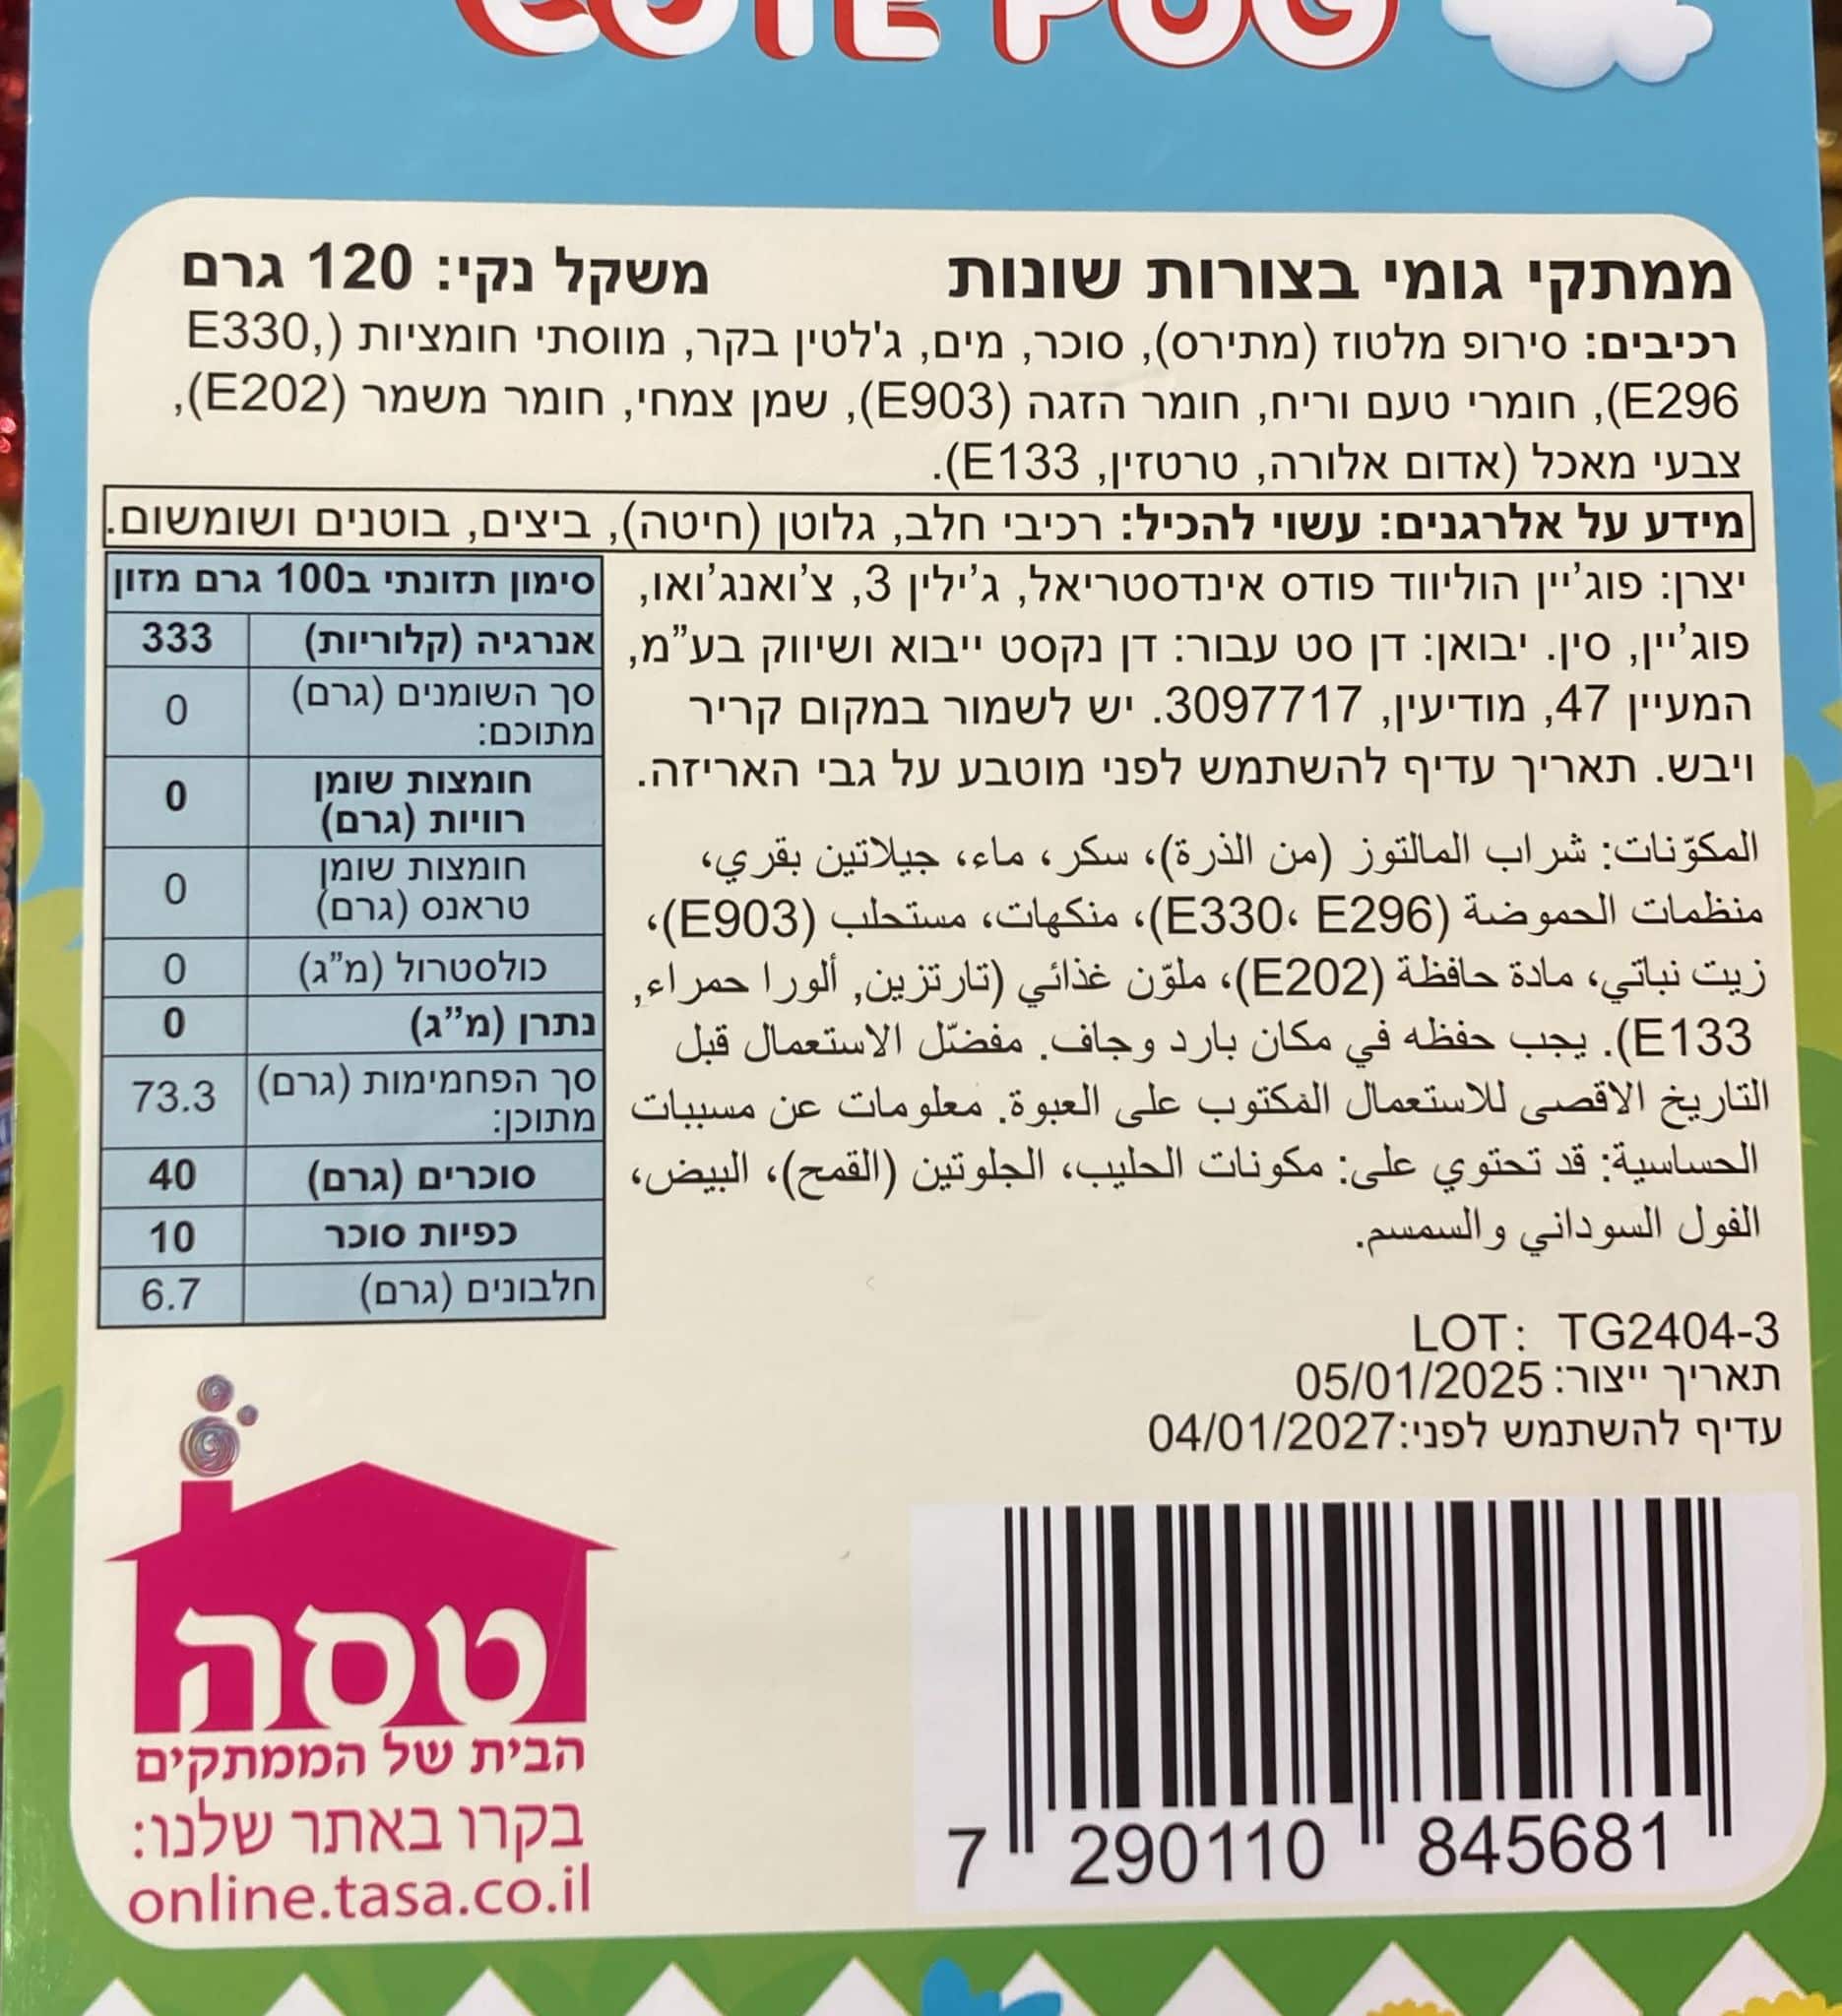 CUTE PUG
ממתקי גומי בצורות שונות משקל נקי: 120 גרם
רכיבים: סירופ מלטוז (מתירס), סוכר, מים, ג'לטין בקר, מווסתי חומציות (E330,
E296), חומרי טעם וריח, חומר הזגה (E903), שמן צמחי, חומר משמר (E202),
צבעי מאכל (אדום אלורה, טרטזין, E133).
מידע על אלרגנים: עשוי להכיל: רכיבי חלב, גלוטן (חיטה), ביצים, בוטנים ושומשום.
יצרן: פוג'יין הוליווד פודס אינדסטריאל, ג'ילין 3, צ'ואנג'ואו,
פוג'יין, סין. יבואן: דן סט עבור: דן נקסט ייבוא ושיווק בע"מ,
המעיין 47, מודיעין, 3097717. יש לשמור במקום קריר
ויבש. תאריך עדיף להשתמש לפני מוטבע על גבי האריזה.
المكوّنات: شراب المالتوز (من الذرة)، سكر، ماء، جيلاتين بقري،
منظمات الحموضة (E330، E296)، منكهات، مستحلب (E903)،
زيت نباتي، مادة حافظة (E202)، ملوّن غذائي (تارتزين, ألورا حمراء,
E133). يجب حفظه في مكان بارد وجاف. مفضّل الاستعمال قبل
التاريخ الاقصى للاستعمال المكتوب على العبوة. معلومات عن مسببات
الحساسية: قد تحتوي على: مكونات الحليب، الجلوتين (القمح)، البيض،
الفول السوداني والسمسم.
סימון תזונתי ב100 גרם מזון
אנרגיה (קלוריות) 333
סך השומנים (גרם)
מתוכם: 0
חומצות שומן
רוויות (גרם) 0
חומצות שומן
טראנס (גרם) 0
כולסטרול (מ"ג) 0
נתרן (מ"ג) 0
סך הפחמימות (גרם)
מתוכן: 73.3
סוכרים (גרם) 40
כפיות סוכר 10
חלבונים (גרם) 6.7
LOT: TG2404-3
תאריך ייצור: 05/01/2025
עדיף להשתמש לפני:04/01/2027
טסה
הבית של הממתקים
בקרו באתר שלנו:
online.tasa.co.il
7 290110 845681